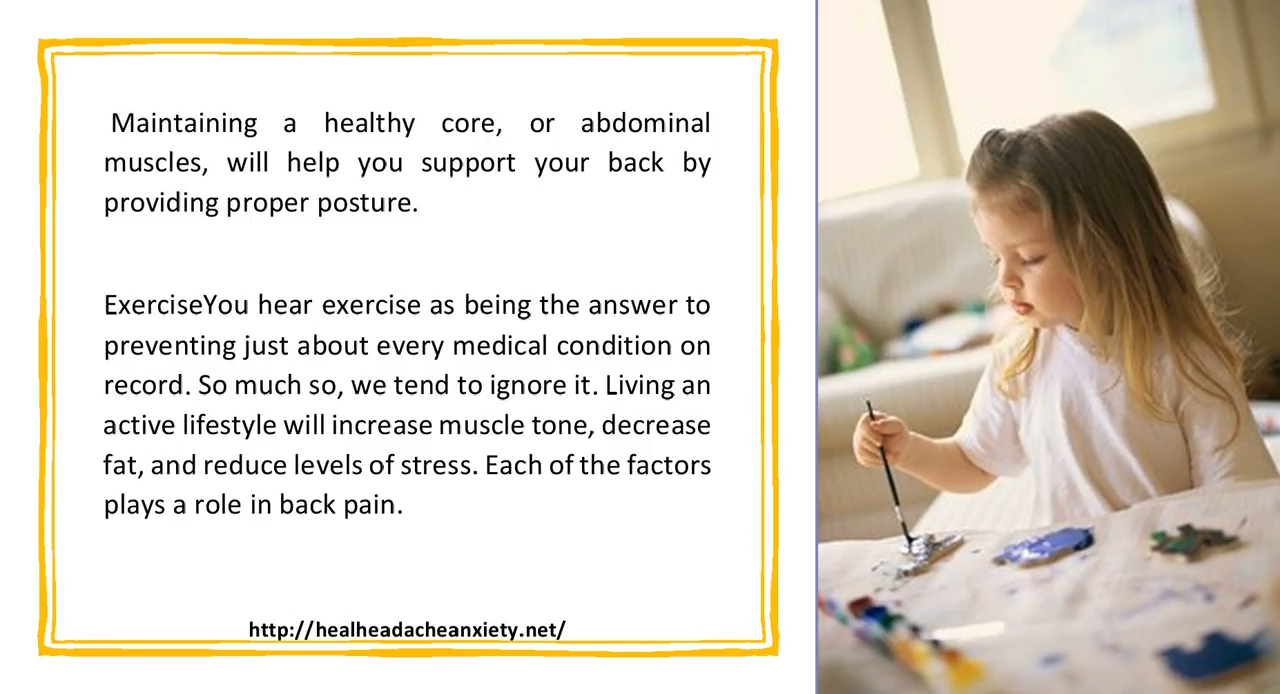 Maintaining a healthy core, or abdominal
muscles, will help you support your back by
providing proper posture.
ExerciseYou hear exercise as being the answer to
preventing just about every medical condition on
record. So much so, we tend to ignore it. Living an
active lifestyle will increase muscle tone, decrease
fat, and reduce levels of stress. Each of the factors
plays a role in back pain.
http://healheadacheanxiety.net/